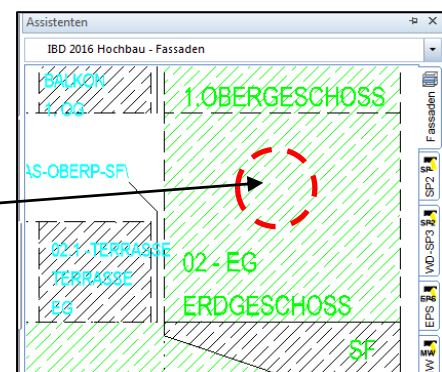 Assistenten
IBD 2016 Hochbau - Fassaden
BALKON
1. OG
1.OBERGESCHOSS
AS-OBERP-SF\
02.1 -TERRASSE
TERRASSE
EG
02 - EG
ERDGESCHOSS
SF
Fassaden
SP2
WD-SP3
EPS
MW